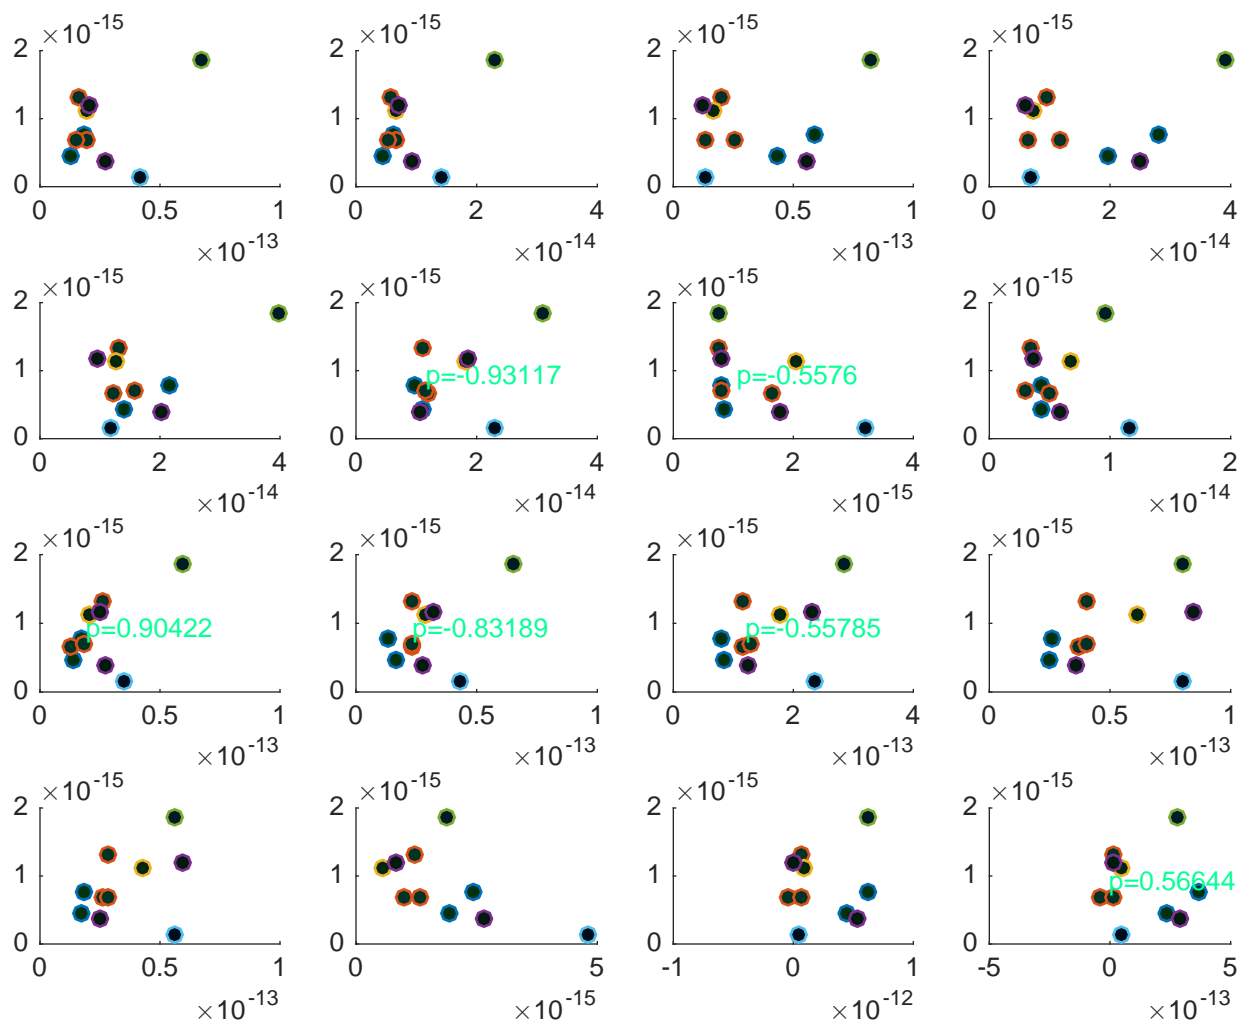 ×10-15 ×10-15 ×10-15 ×10-15
2 2 2 2
1 1 1 1
0 0 0 0
0 0.5 1 0 2 4 0 0.5 1 0 2 4
×10-13 ×10-14 ×10-13 ×10-14
×10-15 ×10-15 ×10-15 ×10-15
2 2 2 2
1 p=-0.93117 1 p=-0.5576 1 1
0 0 0 0
0 2 4 0 2 4 0 2 4 0 1 2
×10-14 ×10-14 ×10-15 ×10-14
×10-15 ×10-15 ×10-15 ×10-15
2 2 2 2
1 p=0.90422 1 p=-0.83189 1 p=-0.55785 1
0 0 0 0
0 0.5 1 0 0.5 1 0 2 4 0 0.5 1
×10-13 ×10-13 ×10-13 ×10-13
×10-15 ×10-15 ×10-15 ×10-15
2 2 2 2
1 1 1 1 p=0.56644
0 0 0 0
0 0.5 1 0 5 -1 0 1 -5 0 5
×10-13 ×10-15 ×10-12 ×10-13